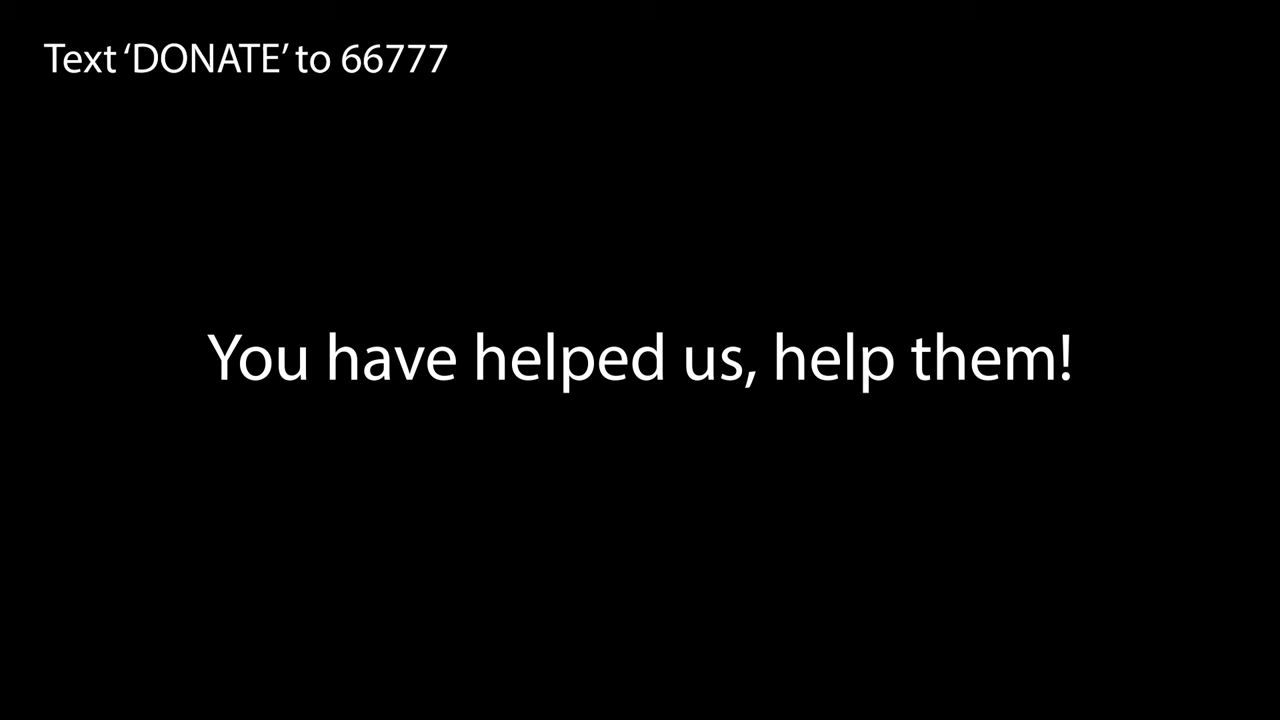 Text ‘DONATE’ to 66777
You have helped us, help them!